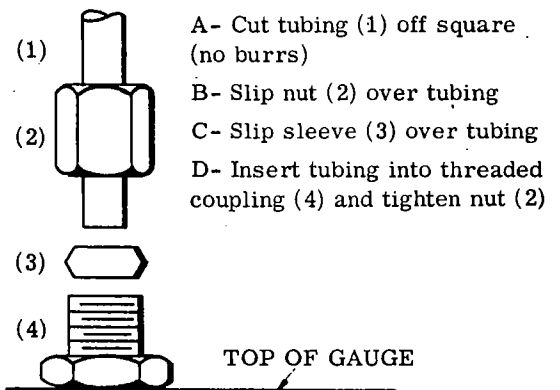 (1)
A- Cut tubing (1) off square
(no burrs)
(2)
B- Slip nut (2) over tubing
C- Slip sleeve (3) over tubing
D- Insert tubing into threaded
coupling (4) and tighten nut (2)
(3)
(4)
TOP OF GAUGE